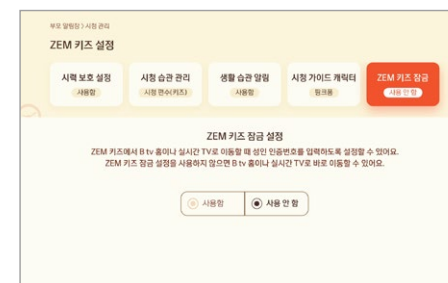 부모 알림장 > 시청 관리
ZEM 키즈 설정
시력 보호 설정
사용함
시청 습관 관리
시청 편수(키즈)
생활 습관 알림
사용함
시청 가이드 캐릭터
핑크퐁
ZEM 키즈 잠금
사용 안 함
ZEM 키즈 잠금 설정
ZEM 키즈에서 B tv 홈이나 실시간 TV로 이동할 때 성인 인증번호를 입력하도록 설정할 수 있어요.
ZEM 키즈 잠금 설정을 사용하지 않으면 B tv 홈이나 실시간 TV로 바로 이동할 수 있어요.
사용함
사용 안 함